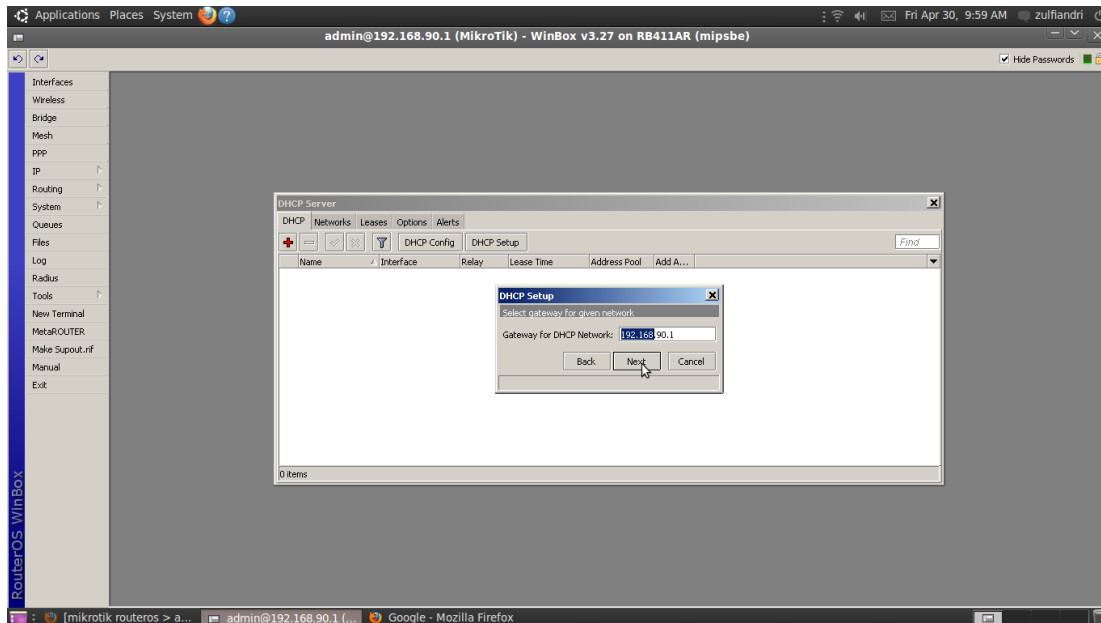 Applications Places System Fri Apr 30, 9:59 AM zulfiandri
admin@192.168.90.1 (MikroTik) - WinBox v3.27 on RB411AR (mipsbe)
Hide Passwords
Interfaces
Wireless
Bridge
Mesh
PPP
IP
Routing
System
Queues
Files
Log
Radius
Tools
New Terminal
MetaROUTER
Make Supout.rif
Manual
Exit
RouterOS WinBox
DHCP Server
DHCP Networks Leases Options Alerts
DHCP Config DHCP Setup Find
Name Interface Relay Lease Time Address Pool Add A...
DHCP Setup
Select gateway for given network
Gateway for DHCP Network: 192.168.90.1
Back Next Cancel
0 items
[mikrotik routeros > a... admin@192.168.90.1 (... Google - Mozilla Firefox